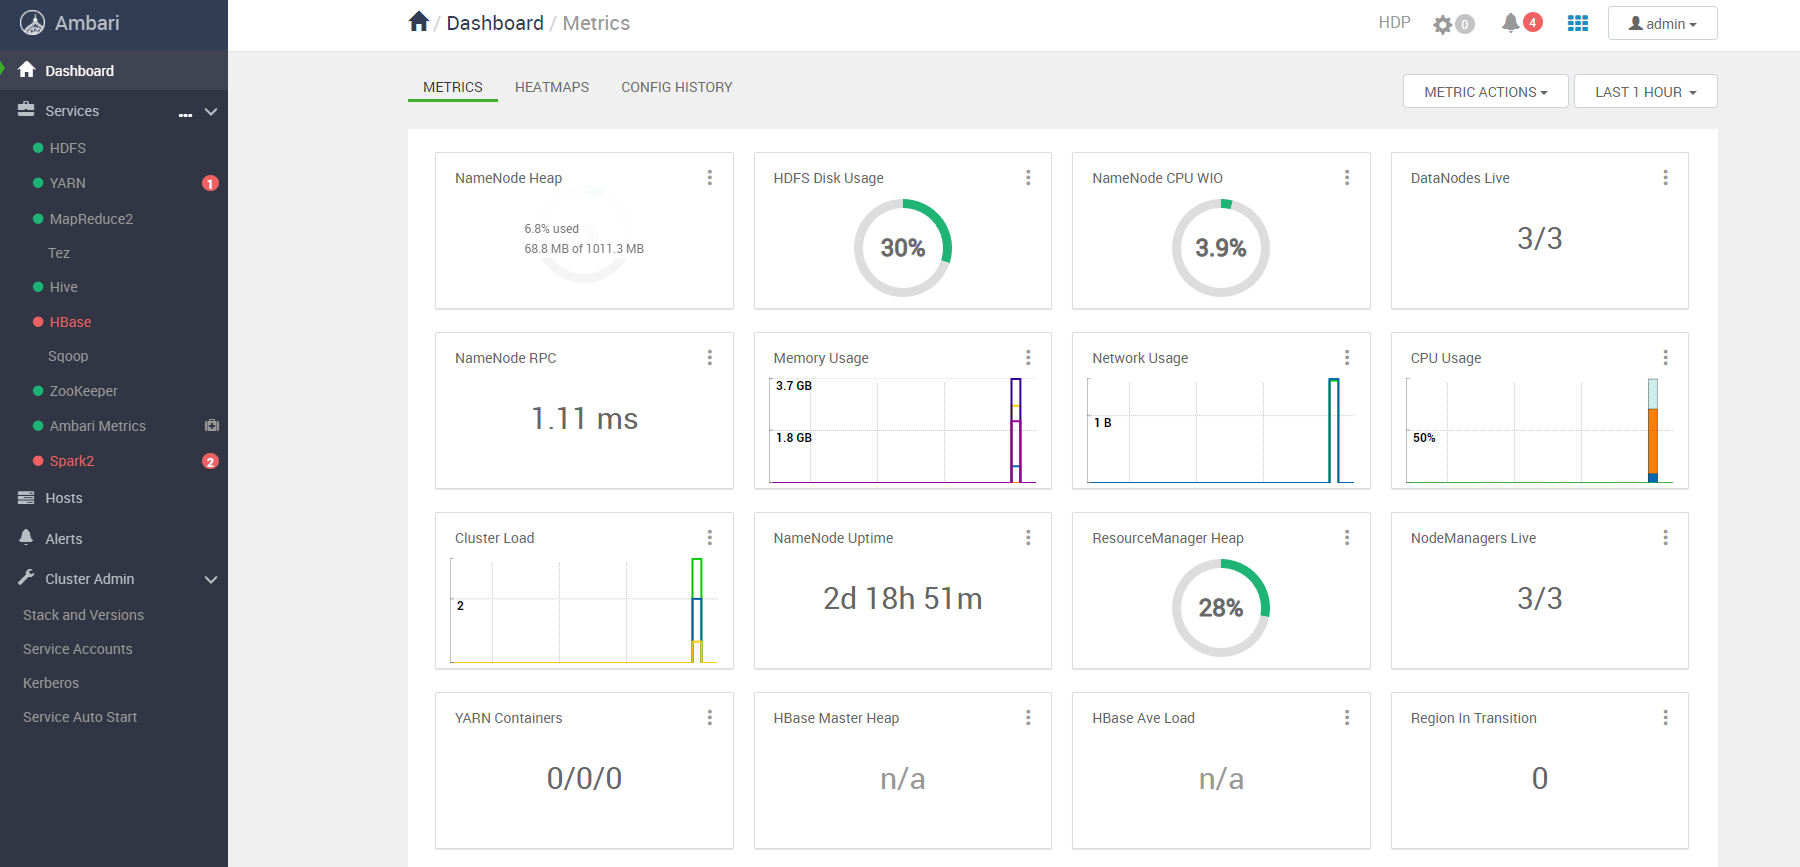 Ambari
Dashboard
Services ...
HDFS
YARN 1
MapReduce2
Tez
Hive
HBase
Sqoop
ZooKeeper
Ambari Metrics
Spark2 2
Hosts
Alerts
Cluster Admin
Stack and Versions
Service Accounts
Kerberos
Service Auto Start
/ Dashboard / Metrics
HDP 0 4 admin
METRICS HEATMAPS CONFIG HISTORY
METRIC ACTIONS LAST 1 HOUR
NameNode Heap
6.8% used
68.8 MB of 1011.3 MB
HDFS Disk Usage
30%
NameNode CPU WIO
3.9%
DataNodes Live
3/3
NameNode RPC
1.11 ms
Memory Usage
3.7 GB
1.8 GB
Network Usage
1 B
CPU Usage
50%
Cluster Load
2
NameNode Uptime
2d 18h 51m
ResourceManager Heap
28%
NodeManagers Live
3/3
YARN Containers
0/0/0
HBase Master Heap
n/a
HBase Ave Load
n/a
Region In Transition
0